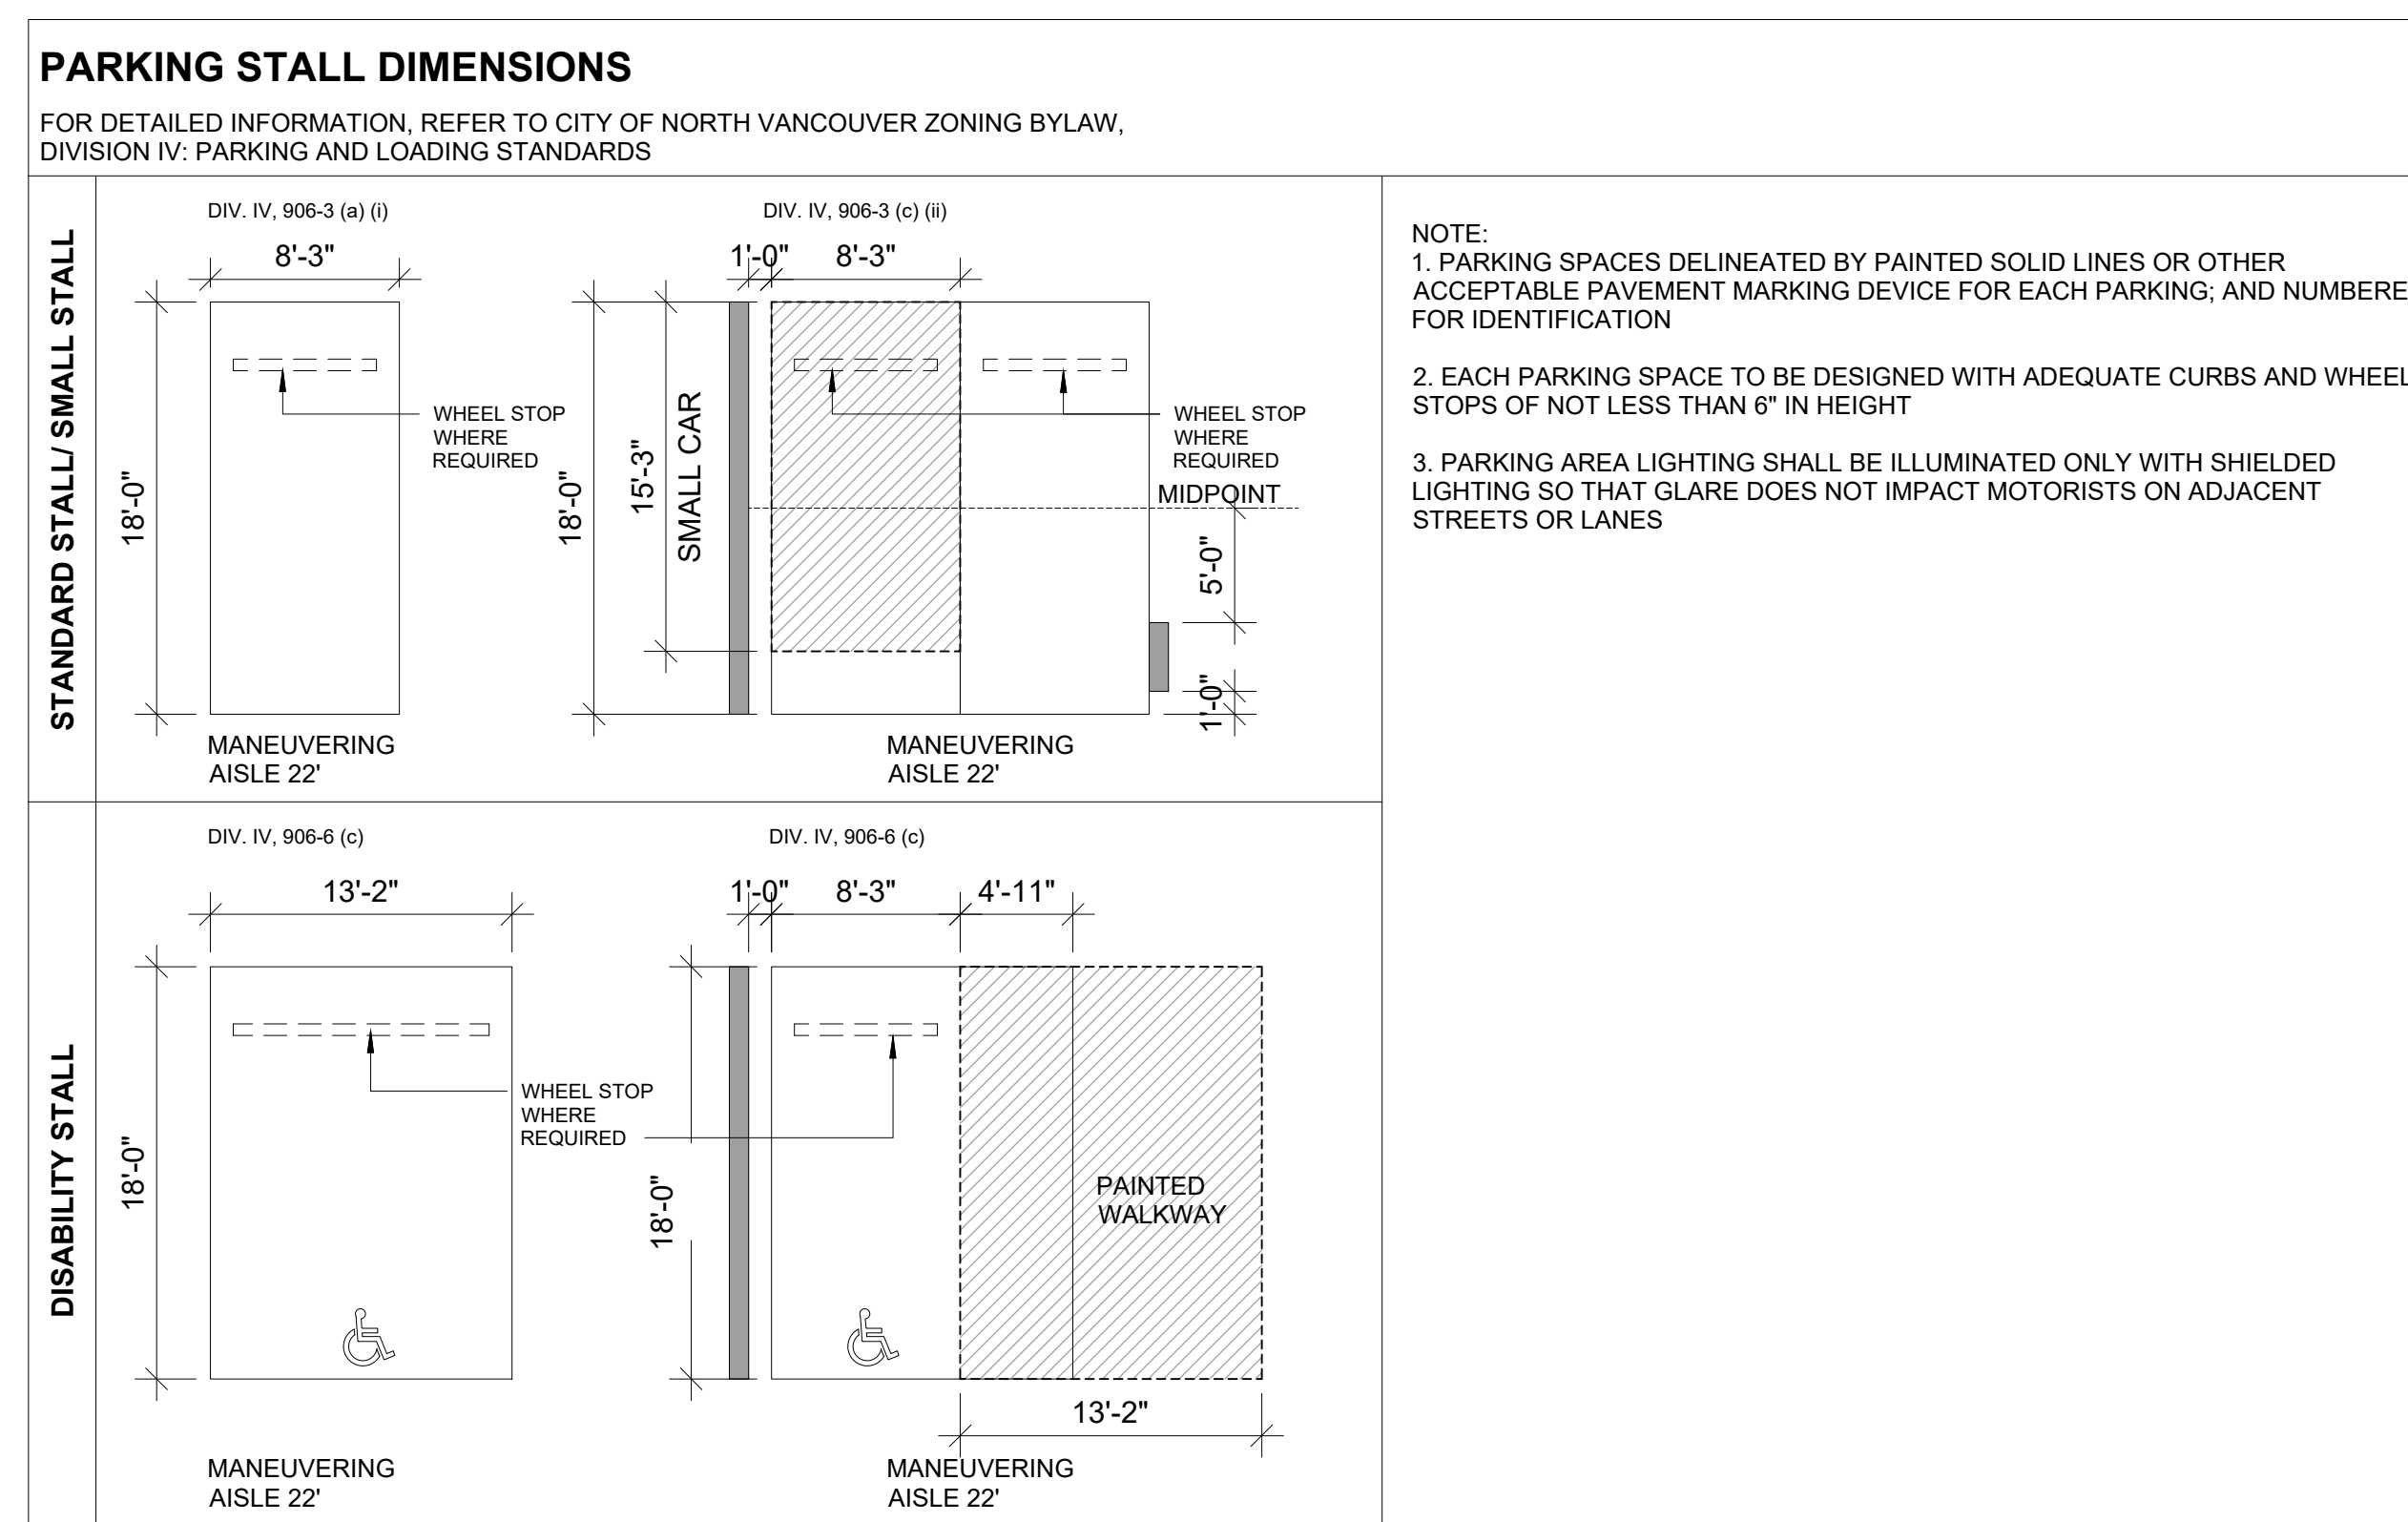 PARKING STALL DIMENSIONS
FOR DETAILED INFORMATION, REFER TO CITY OF NORTH VANCOUVER ZONING BYLAW,
DIVISION IV: PARKING AND LOADING STANDARDS
STANDARD STALL/ SMALL STALL
DIV. IV, 906-3 (a) (i)
8'-3"
18'-0"
WHEEL STOP
WHERE
REQUIRED
MANEUVERING
AISLE 22'
DIV. IV, 906-3 (c) (ii)
1'-0"
8'-3"
18'-0"
15'-3"
SMALL CAR
WHEEL STOP
WHERE
REQUIRED
MIDPOINT
5'-0"
1'-0"
MANEUVERING
AISLE 22'
NOTE:
1. PARKING SPACES DELINEATED BY PAINTED SOLID LINES OR OTHER
ACCEPTABLE PAVEMENT MARKING DEVICE FOR EACH PARKING; AND NUMBERE
FOR IDENTIFICATION
2. EACH PARKING SPACE TO BE DESIGNED WITH ADEQUATE CURBS AND WHEEL
STOPS OF NOT LESS THAN 6" IN HEIGHT
3. PARKING AREA LIGHTING SHALL BE ILLUMINATED ONLY WITH SHIELDED
LIGHTING SO THAT GLARE DOES NOT IMPACT MOTORISTS ON ADJACENT
STREETS OR LANES
DISABILITY STALL
DIV. IV, 906-6 (c)
13'-2"
18'-0"
WHEEL STOP
WHERE
REQUIRED
MANEUVERING
AISLE 22'
DIV. IV, 906-6 (c)
1'-0"
8'-3"
4'-11"
18'-0"
PAINTED
WALKWAY
13'-2"
MANEUVERING
AISLE 22'